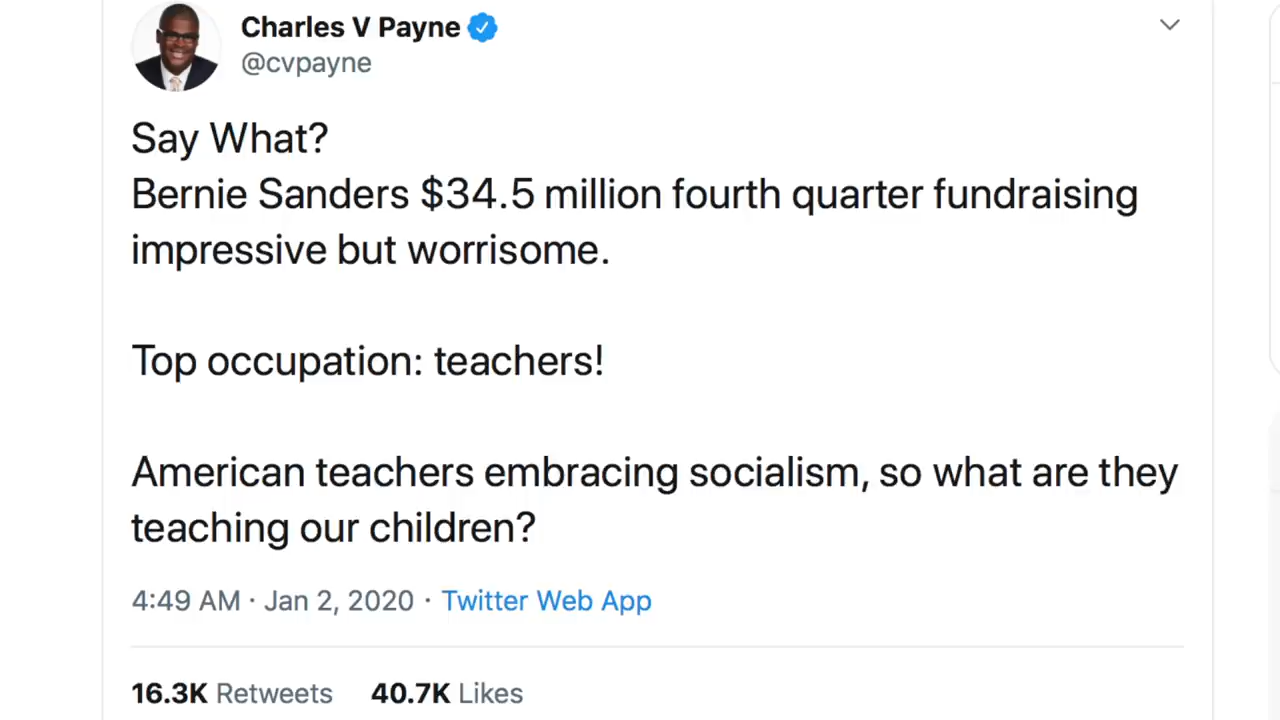 Charles V Payne
@cvpayne
Say What?
Bernie Sanders $34.5 million fourth quarter fundraising
impressive but worrisome.
Top occupation: teachers!
American teachers embracing socialism, so what are they
teaching our children?
4:49 AM · Jan 2, 2020 · Twitter Web App
16.3K Retweets 40.7K Likes